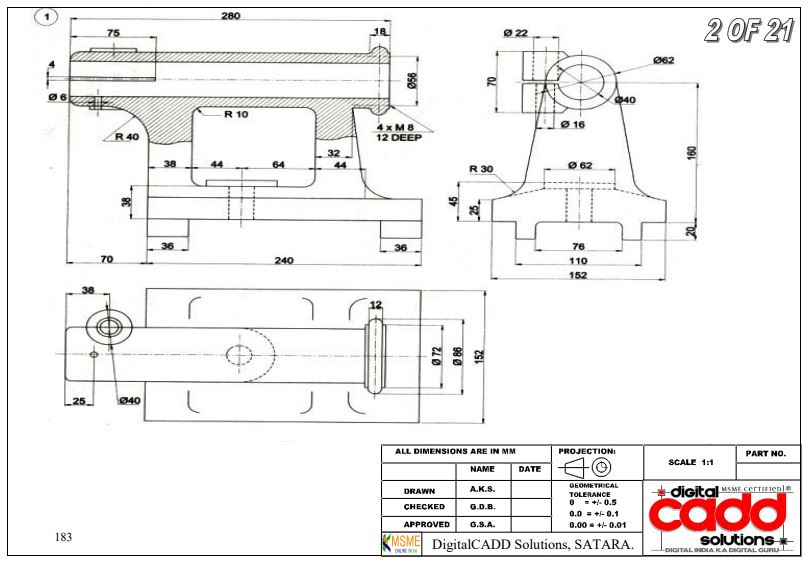 1
280
2 OF 21
75
18
4
Ø 6
Ø56
R 10
R 40
4 x M 8
12 DEEP
32
38
44
64
44
38
36
36
70
240
Ø 22
Ø62
70
Ø40
Ø 16
160
R 30
Ø 62
45
25
20
76
110
152
38
12
Ø 72
Ø 86
152
25
Ø40
ALL DIMENSIONS ARE IN MM
PROJECTION:
SCALE 1:1
PART NO.
NAME DATE
DRAWN A.K.S.
CHECKED G.D.B.
APPROVED G.S.A.
GEOMETRICAL
TOLERANCE
0 = +/- 0.5
0.0 = +/- 0.1
0.00 = +/- 0.01
digital MSME CERTIFIED ®
cadd
solutions
DIGITAL INDIA KA DIGITAL GURU
MSME
ONLINE INDIA
DigitalCADD Solutions, SATARA.
183